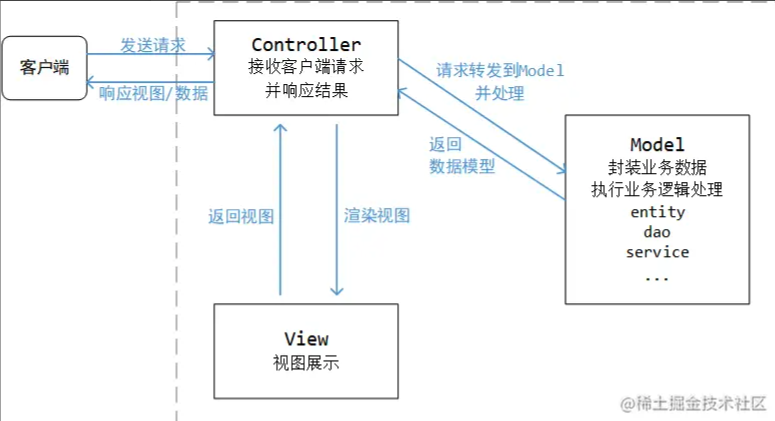 发送请求
客户端
响应视图/数据
Controller
接收客户端请求
并响应结果
请求转发到Model
并处理
返回
数据模型
Model
封装业务数据
执行业务逻辑处理
entity
dao
service
...
返回视图
渲染视图
View
视图展示
@稀土掘金技术社区